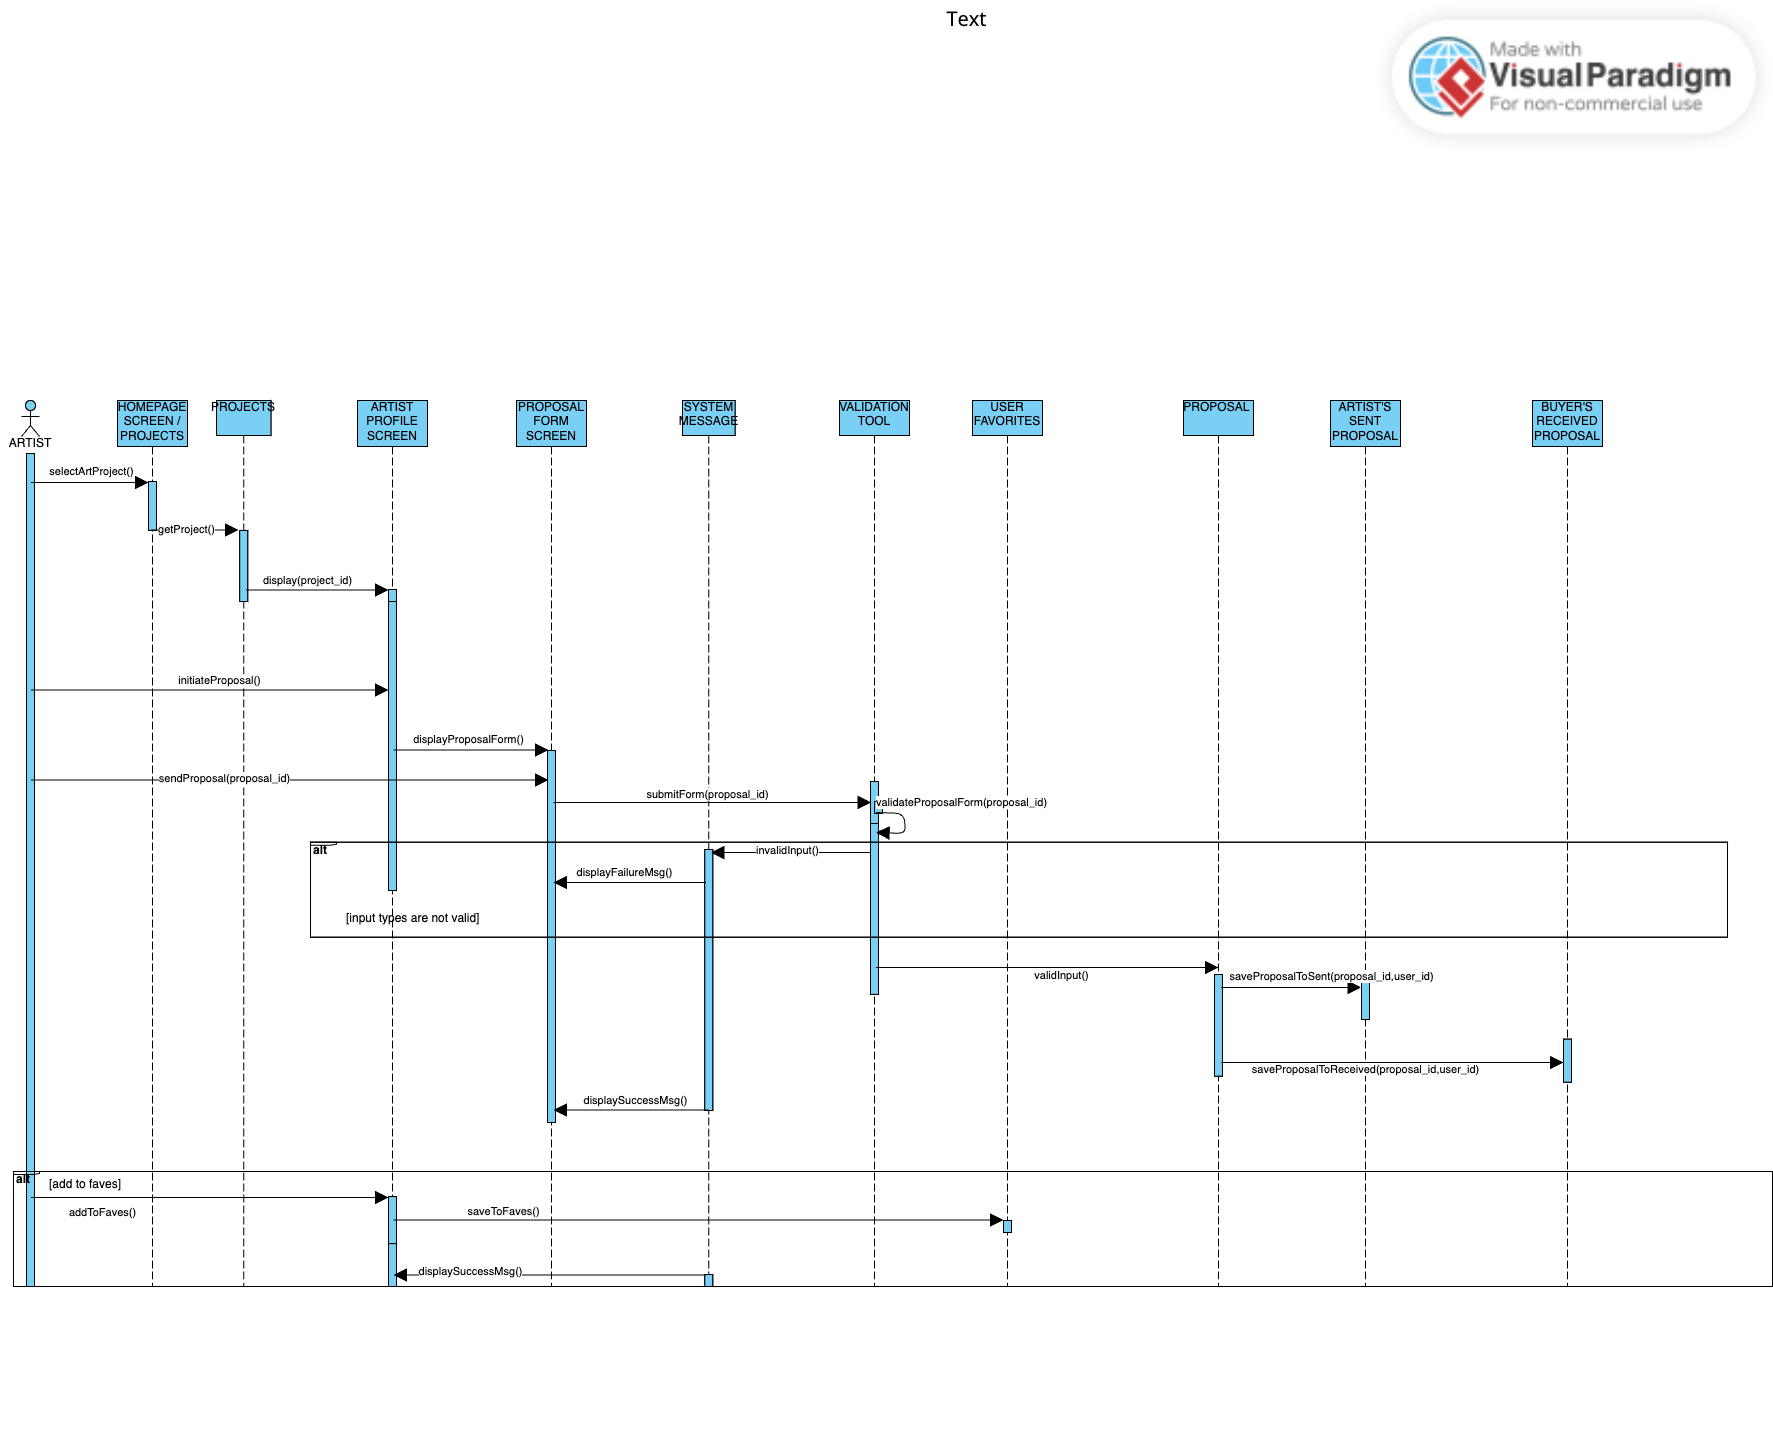 Text
Made with
Visual Paradigm
For non-commercial use
ARTIST
HOMEPAGE
SCREEN /
PROJECTS
PROJECTS
ARTIST
PROFILE
SCREEN
PROPOSAL
FORM
SCREEN
SYSTEM
MESSAGE
VALIDATION
TOOL
USER
FAVORITES
PROPOSAL
ARTIST'S
SENT
PROPOSAL
BUYER'S
RECEIVED
PROPOSAL
selectArtProject()
getProject()
display(project_id)
initiateProposal()
displayProposalForm()
sendProposal(proposal_id)
submitForm(proposal_id)
validateProposalForm(proposal_id)
alt
invalidInput()
displayFailureMsg()
[input types are not valid]
validInput()
saveProposalToSent(proposal_id,user_id)
saveProposalToReceived(proposal_id,user_id)
displaySuccessMsg()
alt
[add to faves]
addToFaves()
saveToFaves()
displaySuccessMsg()